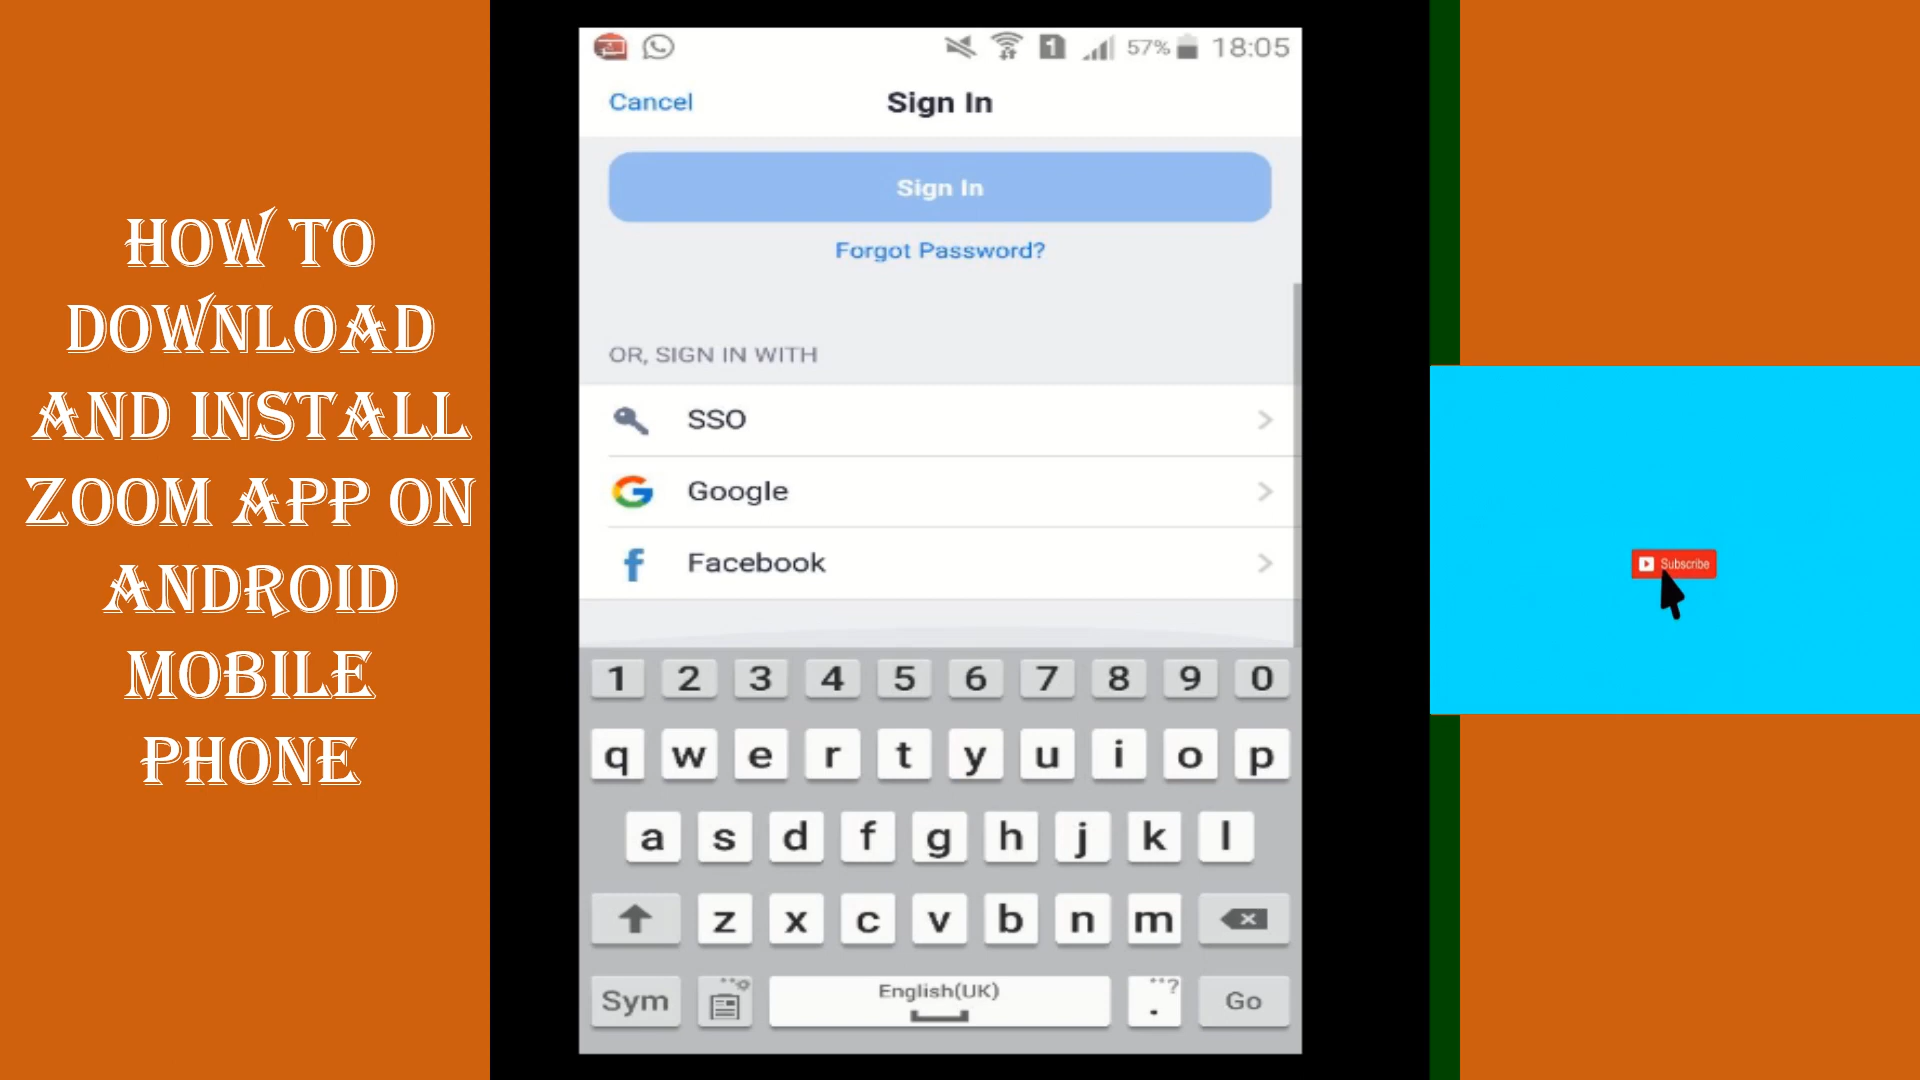 HOW TO
DOWNLOAD
AND INSTALL
ZOOM APP ON
ANDROID
MOBILE
PHONE
1 57% 18:05
Cancel Sign In
Sign In
Forgot Password?
OR, SIGN IN WITH
SSO
Google
Facebook
Subscribe
1 2 3 4 5 6 7 8 9 0
q w e r t y u i o p
a s d f g h j k l
z x c v b n m
Sym English(UK) . ? Go